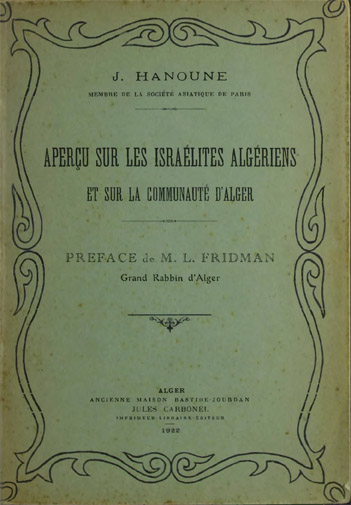 J. HANOUNE
MEMBRE DE LA SOCIÉTÉ ASIATIQUE DE PARIS
APERÇU SUR LES ISRAÉLITES ALGÉRIENS
ET SUR LA COMMUNAUTÉ D'ALGER
PREFACE de M. L. FRIDMAN
Grand Rabbin d'Alger
ALGER
ANCIENNE MAISON BASTIDE-JOURDAN
JULES CARBONEL
IMPRIMEUR-LIBRAIRE-ÉDITEUR
1922